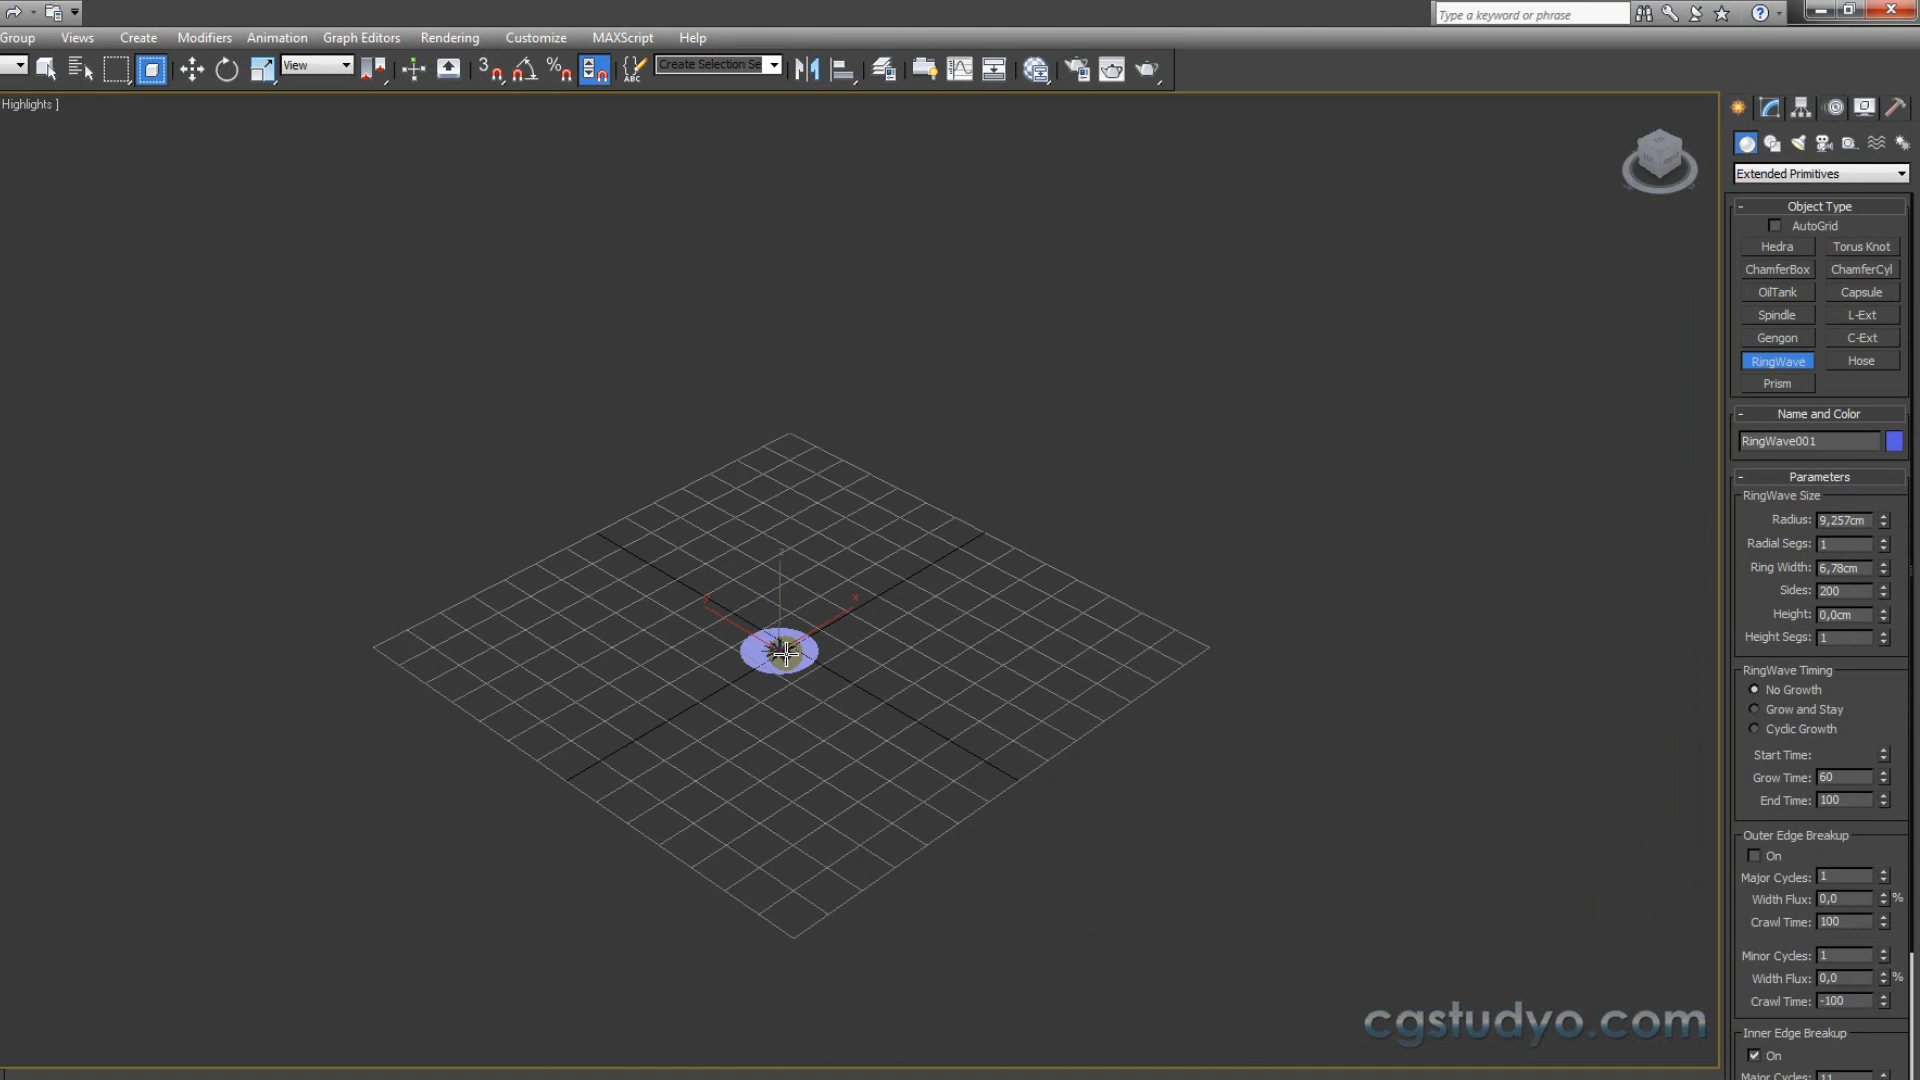 Type a keyword or phrase
Group Views Create Modifiers Animation Graph Editors Rendering Customize MAXScript Help
View
3
%
ABC
Create Selection Se
Highlights ]
Extended Primitives
- Object Type
AutoGrid
Hedra Torus Knot
ChamferBox ChamferCyl
OilTank Capsule
Spindle L-Ext
Gengon C-Ext
RingWave Hose
Prism
- Name and Color
RingWave001
- Parameters
RingWave Size
Radius: 9,257cm
Radial Segs: 1
Ring Width: 6,78cm
Sides: 200
Height: 0,0cm
Height Segs: 1
RingWave Timing
No Growth
Grow and Stay
Cyclic Growth
Start Time:
Grow Time: 60
End Time: 100
Outer Edge Breakup
On
Major Cycles: 1
Width Flux: 0,0 %
Crawl Time: 100
Minor Cycles: 1
Width Flux: 0,0 %
Crawl Time: -100
Inner Edge Breakup
On
Major Cycles: 11
z
x
cgstudyo.com